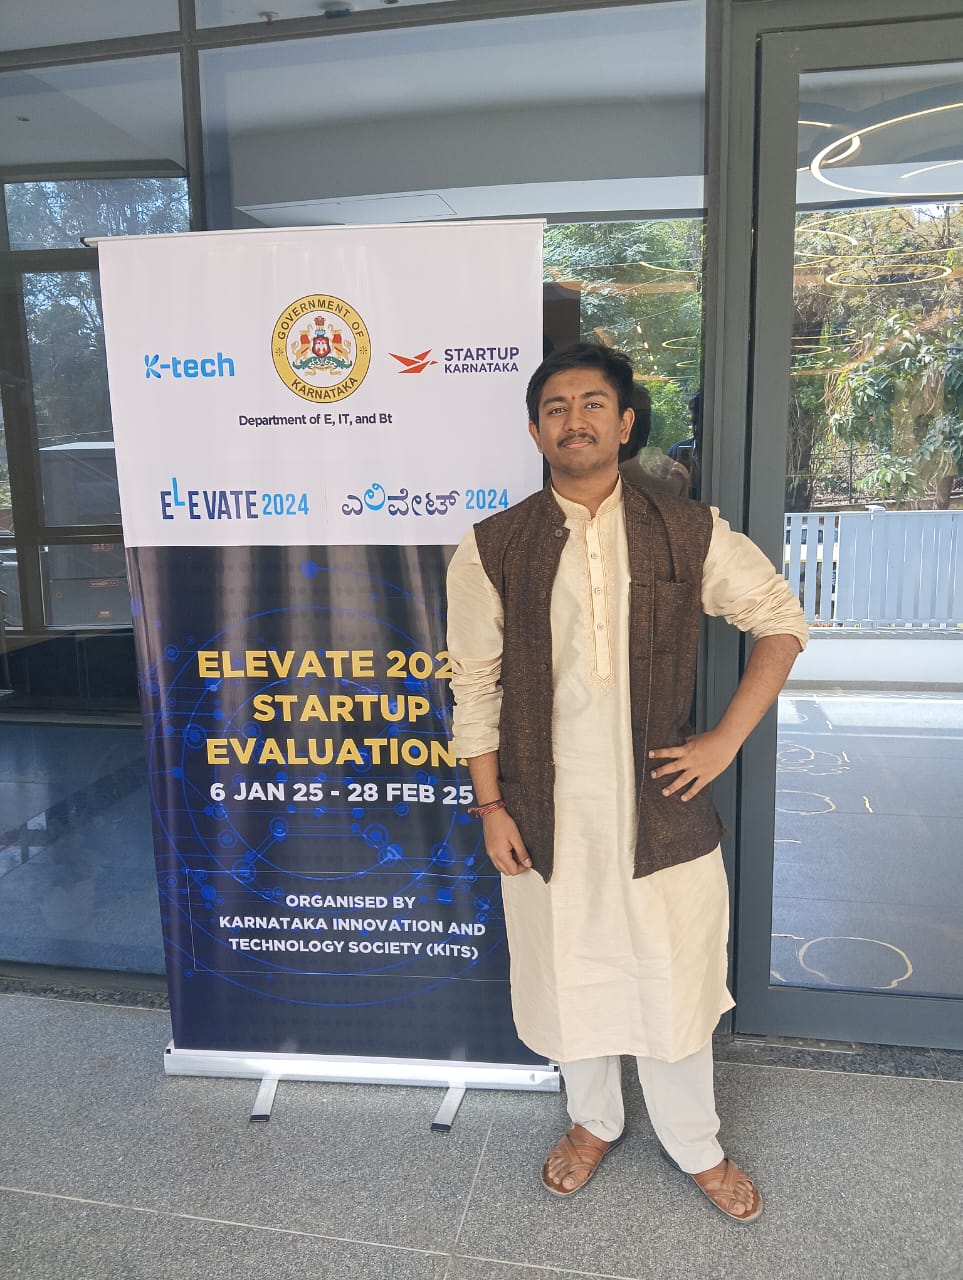 K-tech
GOVERNMENT OF
KARNATAKA
STARTUP
KARNATAKA
Department of E, IT, and Bt
ELEVATE 2024
ಎಲಿವೇಟ್ 2024
ELEVATE 202
STARTUP
EVALUATION
6 JAN 25 - 28 FEB 25
ORGANISED BY
KARNATAKA INNOVATION AND
TECHNOLOGY SOCIETY (KITS)